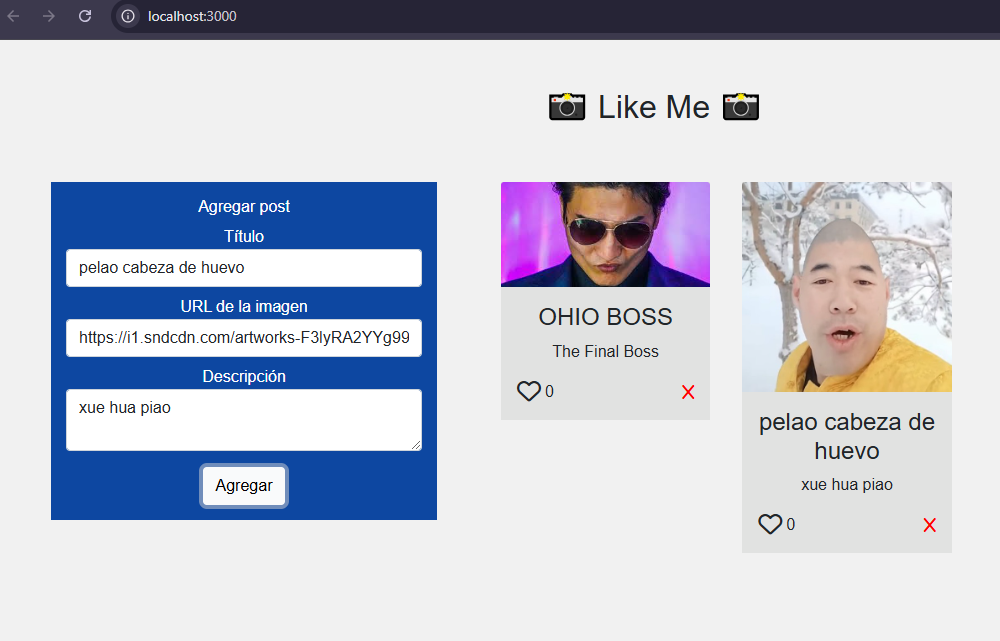 localhost:3000
Like Me
Agregar post
Título
pelao cabeza de huevo
URL de la imagen
https://i1.sndcdn.com/artworks-F3lyRA2YYg99
Descripción
xue hua piao
Agregar
OHIO BOSS
The Final Boss
0
X
pelao cabeza de
huevo
xue hua piao
0
X